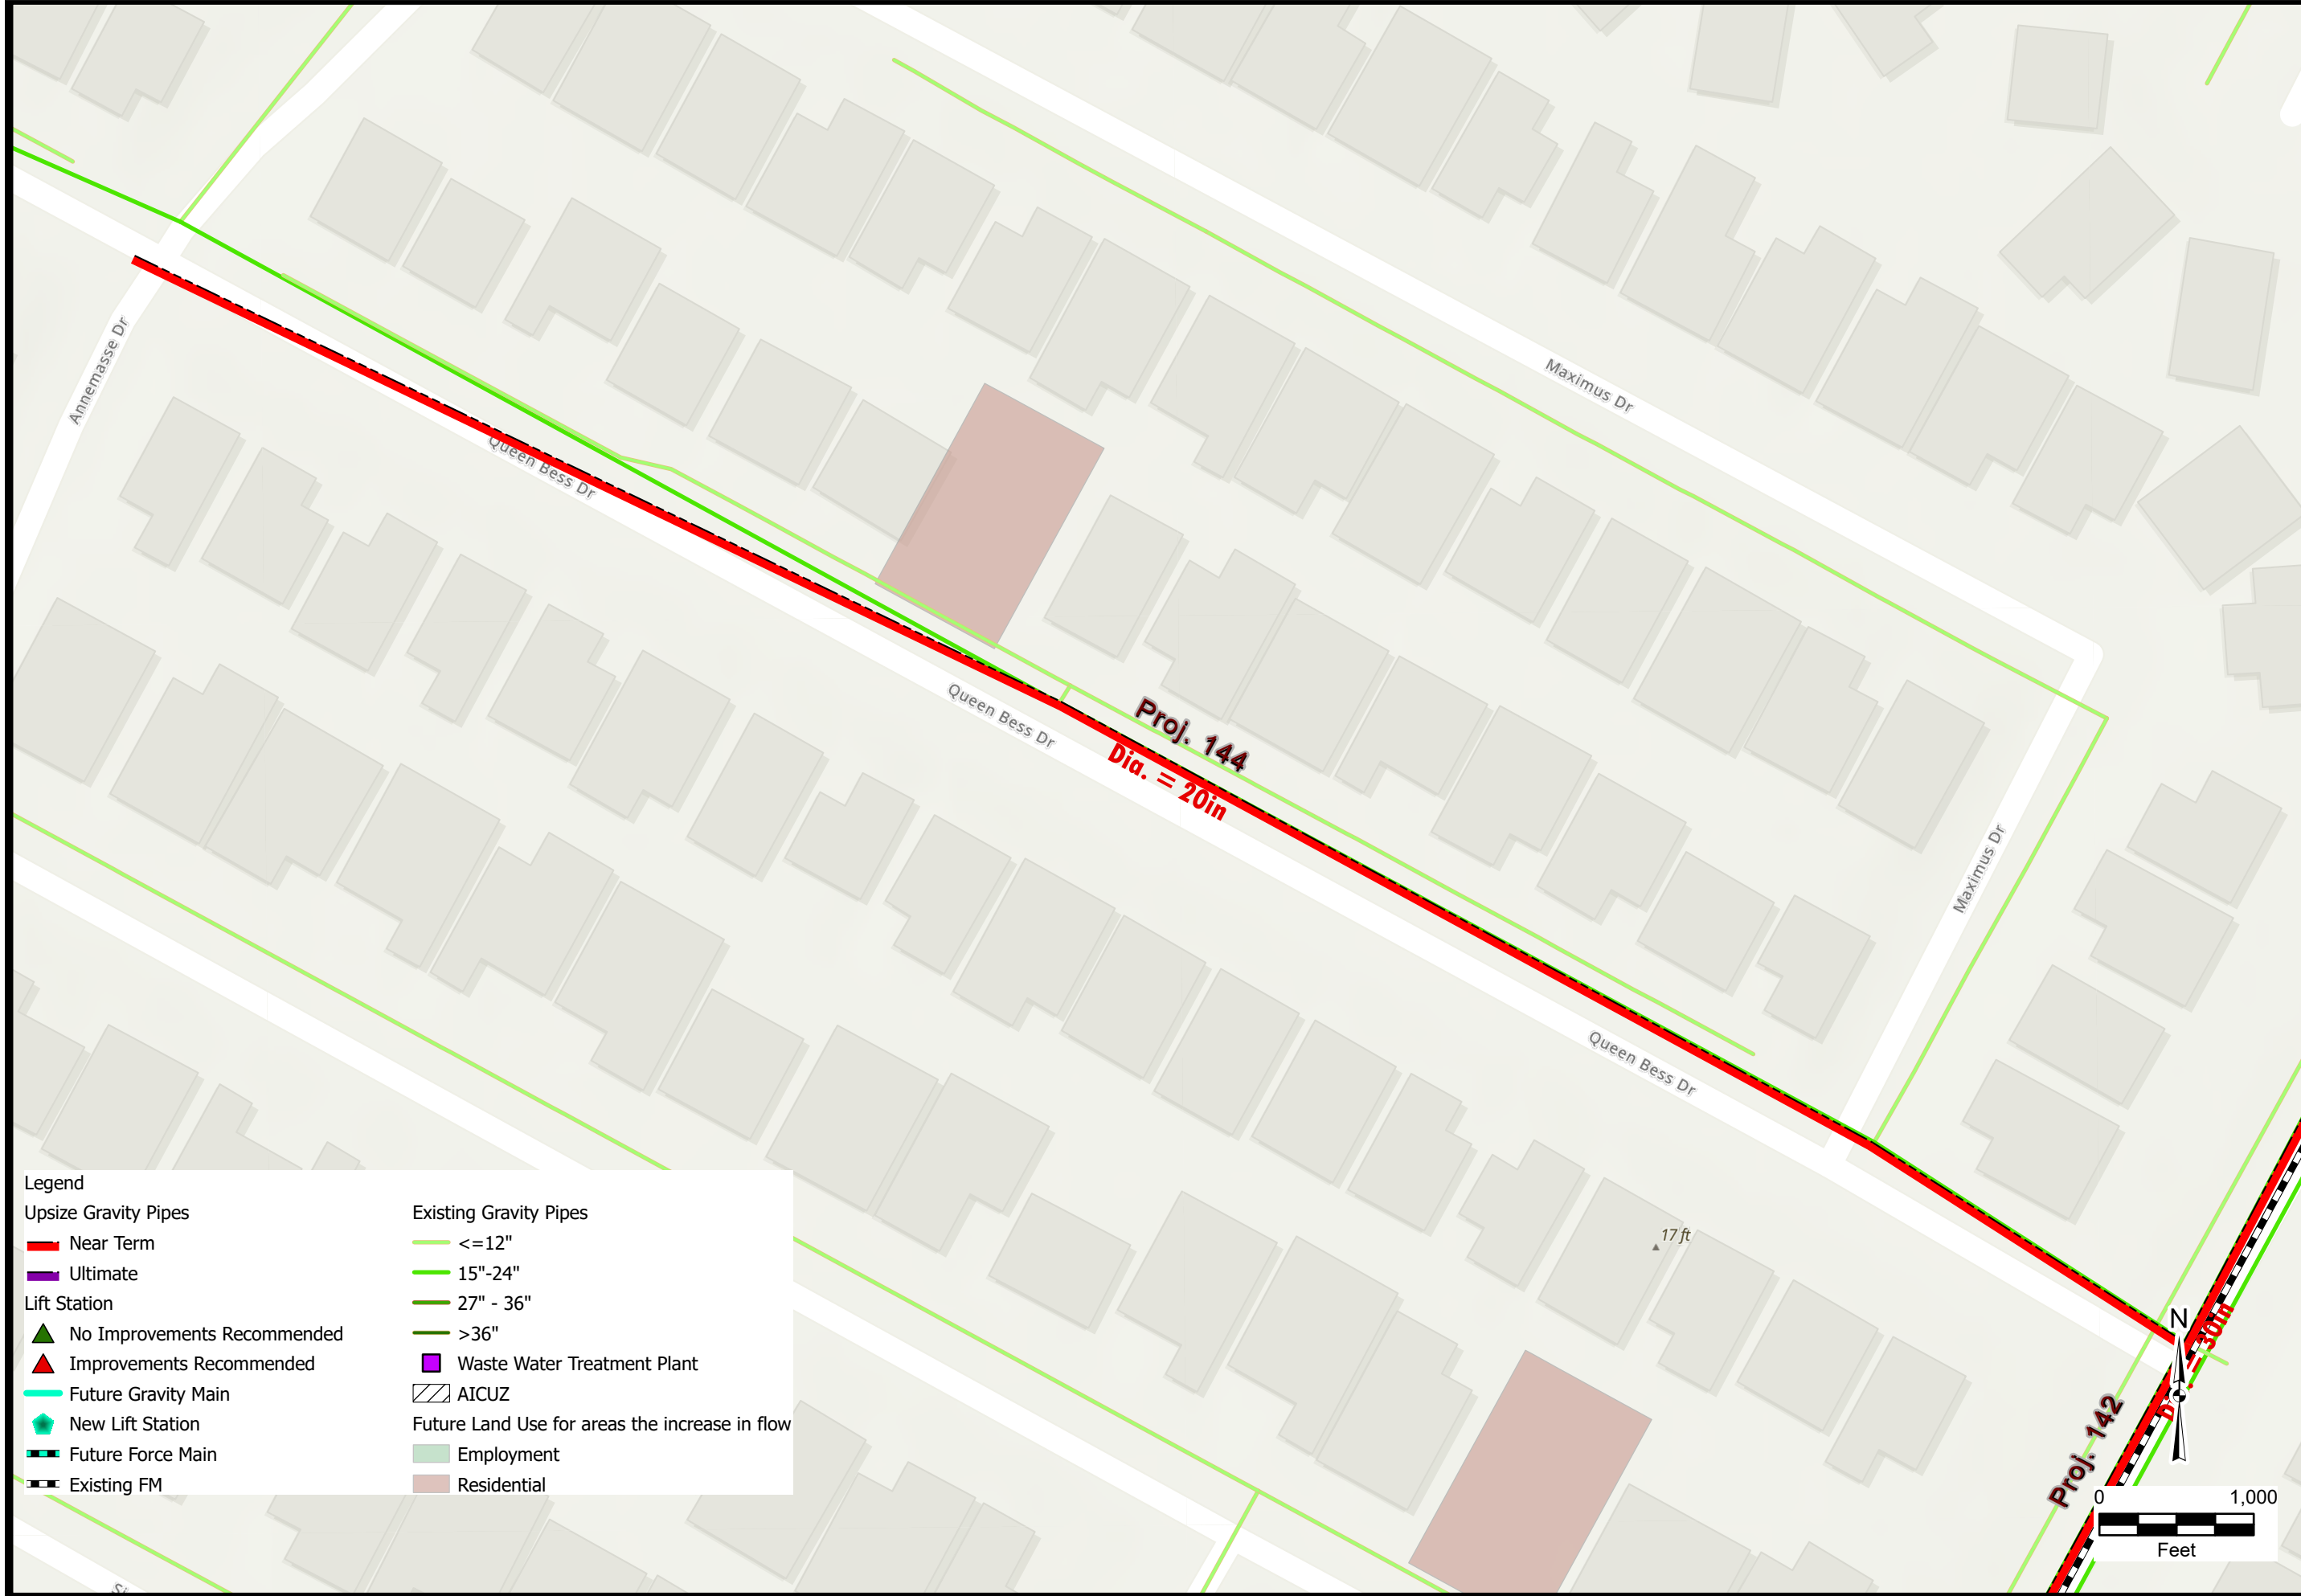 Annemasse Dr
Queen Bess Dr
Maximus Dr
Queen Bess Dr
Proj. 144
Dia. = 20in
Maximus Dr
Queen Bess Dr
17 ft
N
= 30in
Proj. 142
0 1,000
Feet
Legend
Upsize Gravity Pipes
Near Term
Ultimate
Lift Station
No Improvements Recommended
Improvements Recommended
Future Gravity Main
New Lift Station
Future Force Main
Existing FM
Existing Gravity Pipes
<=12"
15"-24"
27" - 36"
>36"
Waste Water Treatment Plant
AICUZ
Future Land Use for areas the increase in flow
Employment
Residential